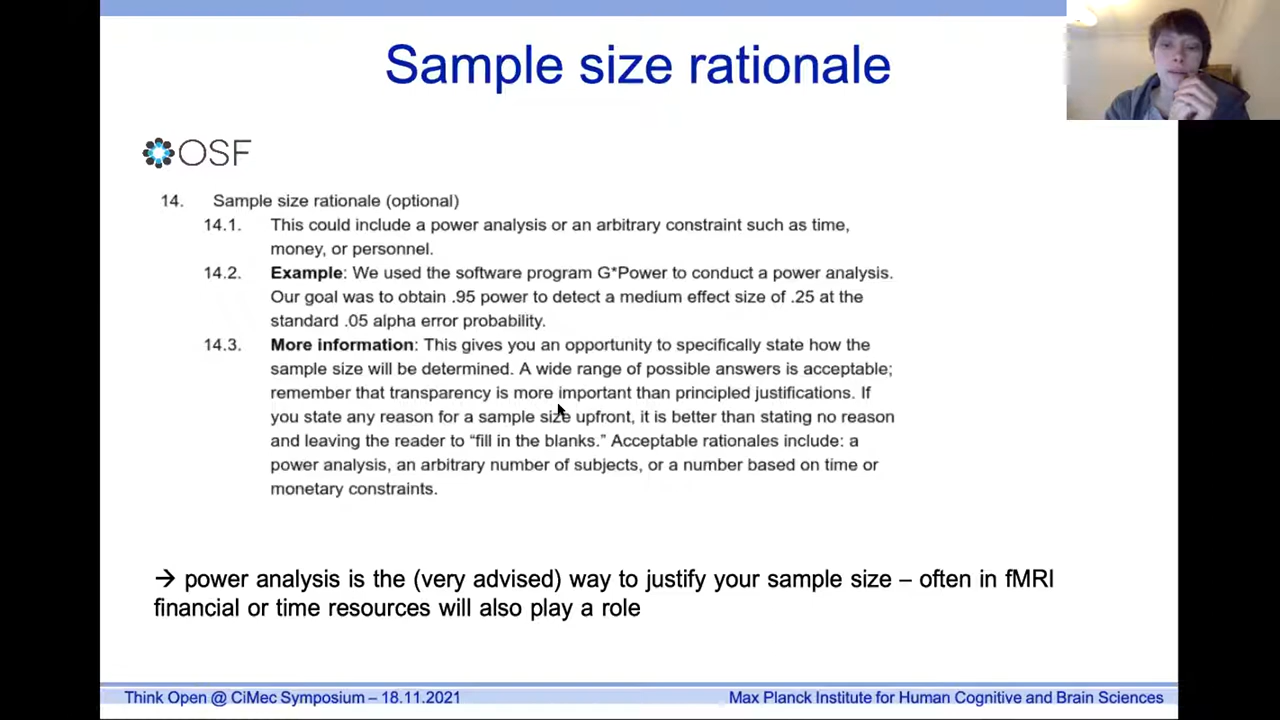 Sample size rationale
OSF
14. Sample size rationale (optional)
14.1. This could include a power analysis or an arbitrary constraint such as time,
money, or personnel.
14.2. Example: We used the software program G*Power to conduct a power analysis.
Our goal was to obtain .95 power to detect a medium effect size of .25 at the
standard .05 alpha error probability.
14.3. More information: This gives you an opportunity to specifically state how the
sample size will be determined. A wide range of possible answers is acceptable;
remember that transparency is more important than principled justifications. If
you state any reason for a sample size upfront, it is better than stating no reason
and leaving the reader to “fill in the blanks.” Acceptable rationales include: a
power analysis, an arbitrary number of subjects, or a number based on time or
monetary constraints.
→ power analysis is the (very advised) way to justify your sample size – often in fMRI
financial or time resources will also play a role
Think Open @ CiMec Symposium – 18.11.2021
Max Planck Institute for Human Cognitive and Brain Sciences